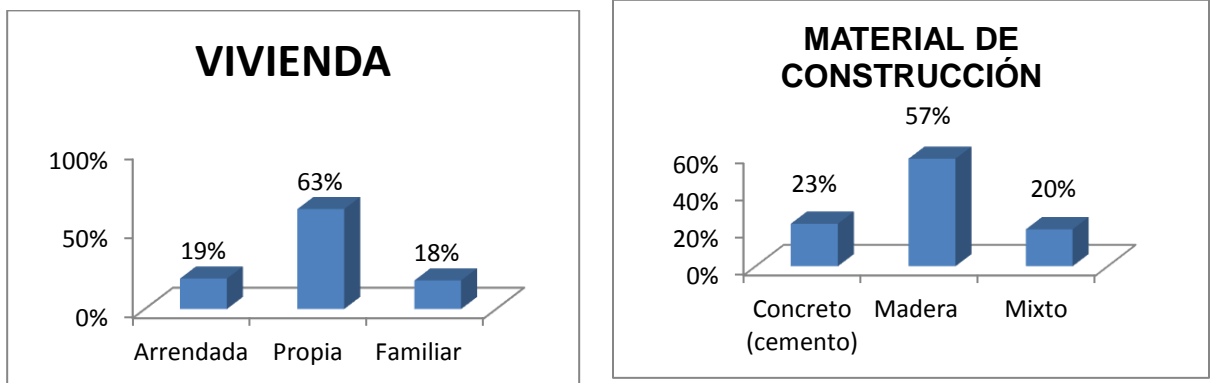 VIVIENDA
100%
50%
0%
19%
63%
18%
Arrendada Propia Familiar
MATERIAL DE
CONSTRUCCIÓN
60%
40%
20%
0%
23%
57%
20%
Concreto Madera Mixto
(cemento)